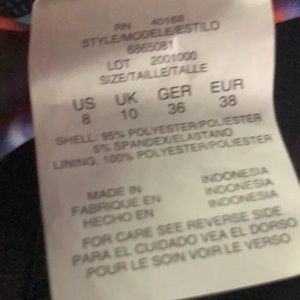 RN 40168
STYLE/MODELE/ESTILO
6865081
LOT 2001000
SIZE/TAILLE/TALLE
US UK GER EUR
8 10 36 38
SHELL: 95% POLYESTER/POLIESTER
5% SPANDEX/ELASTANO
LINING: 100% POLYESTER/POLIESTER
MADE IN INDONESIA
FABRIQUE EN INDONESIA
HECHO EN INDONESIA
FOR CARE SEE REVERSE SIDE
PARA EL CUIDADO VEA EL DORSO
POUR LE SOIN VOIR LE VERSO